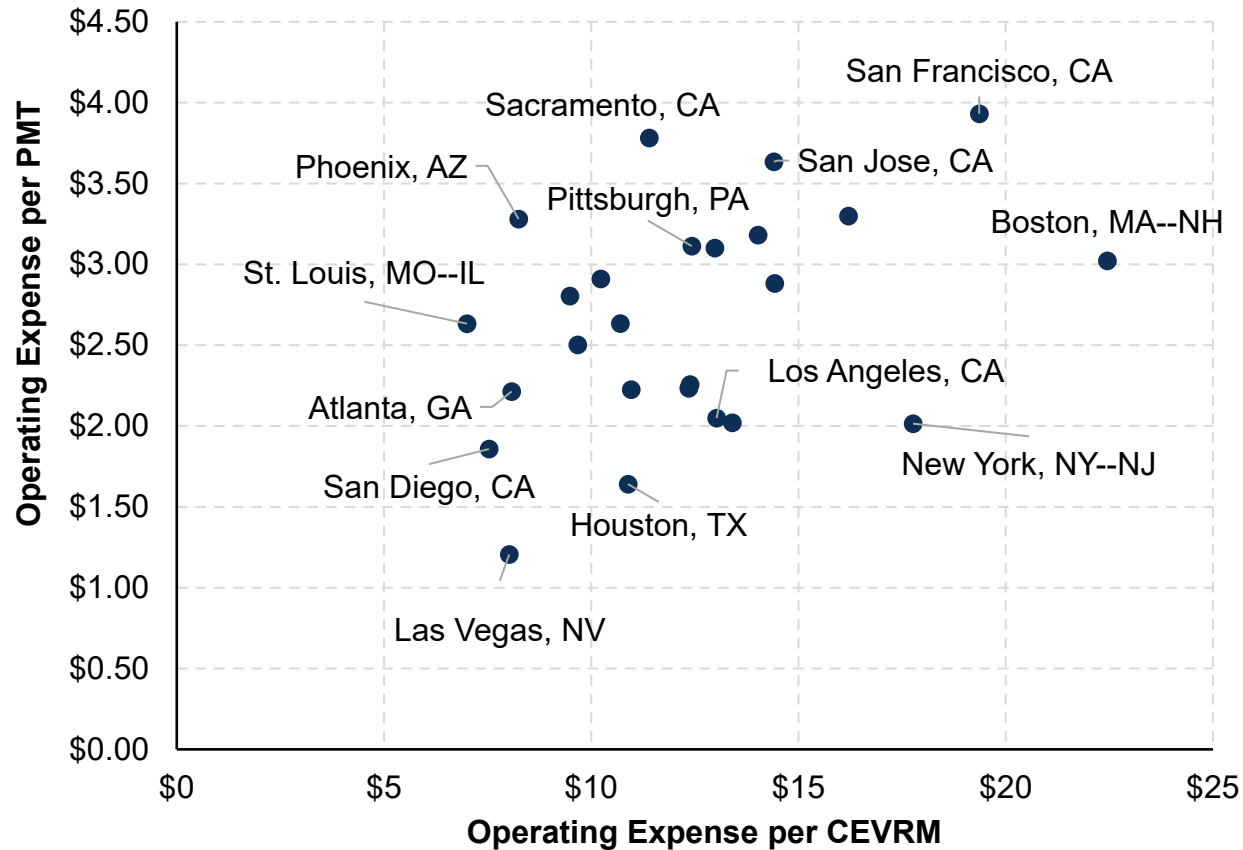 $4.50
San Francisco, CA
$4.00
Sacramento, CA
San Jose, CA
Phoenix, AZ
$3.50
Pittsburgh, PA
Boston, MA--NH
$3.00
St. Louis, MO--IL
$2.50
Los Angeles, CA
Atlanta, GA
$2.00
New York, NY--NJ
San Diego, CA
$1.50
Houston, TX
$1.00
Las Vegas, NV
$0.50
$0.00
Operating Expense per PMT
$0
$5
$10
$15
$20
$25
Operating Expense per CEVRM